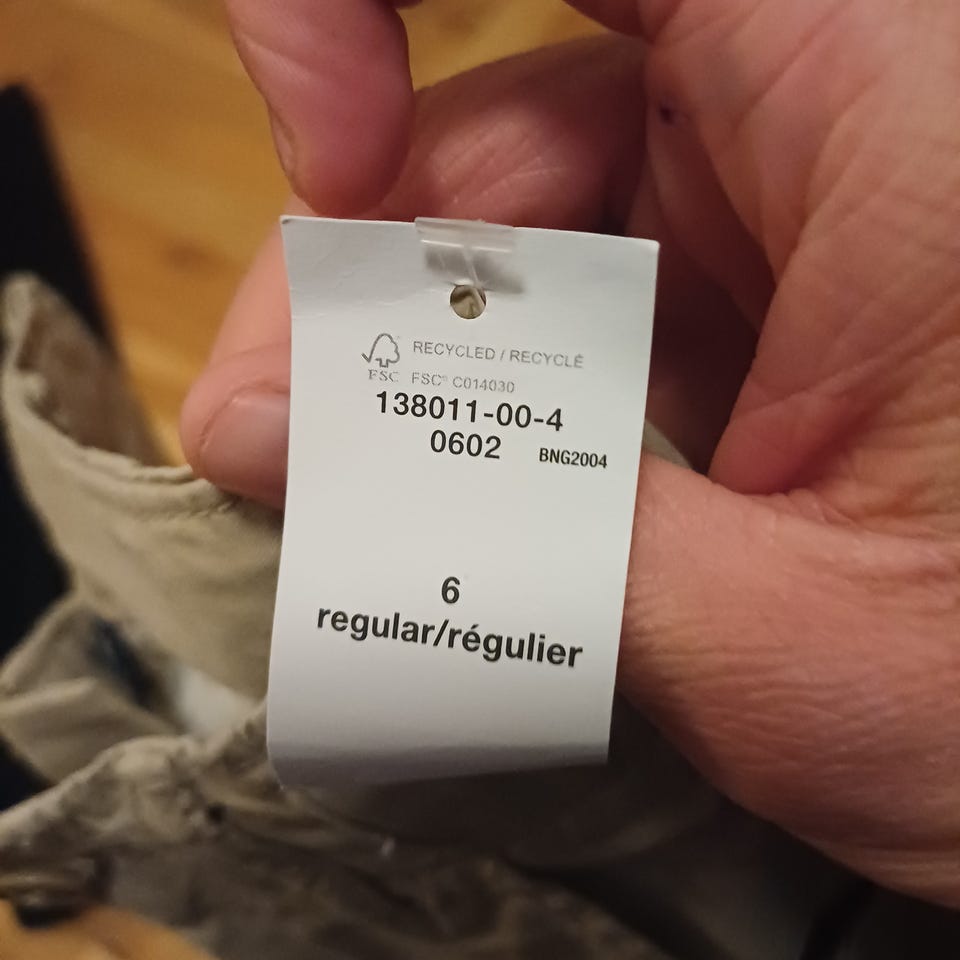 RECYCLED / RECYCLÉ
FSC FSC® C014030
138011-00-4
0602 BNG2004
6
regular/régulier